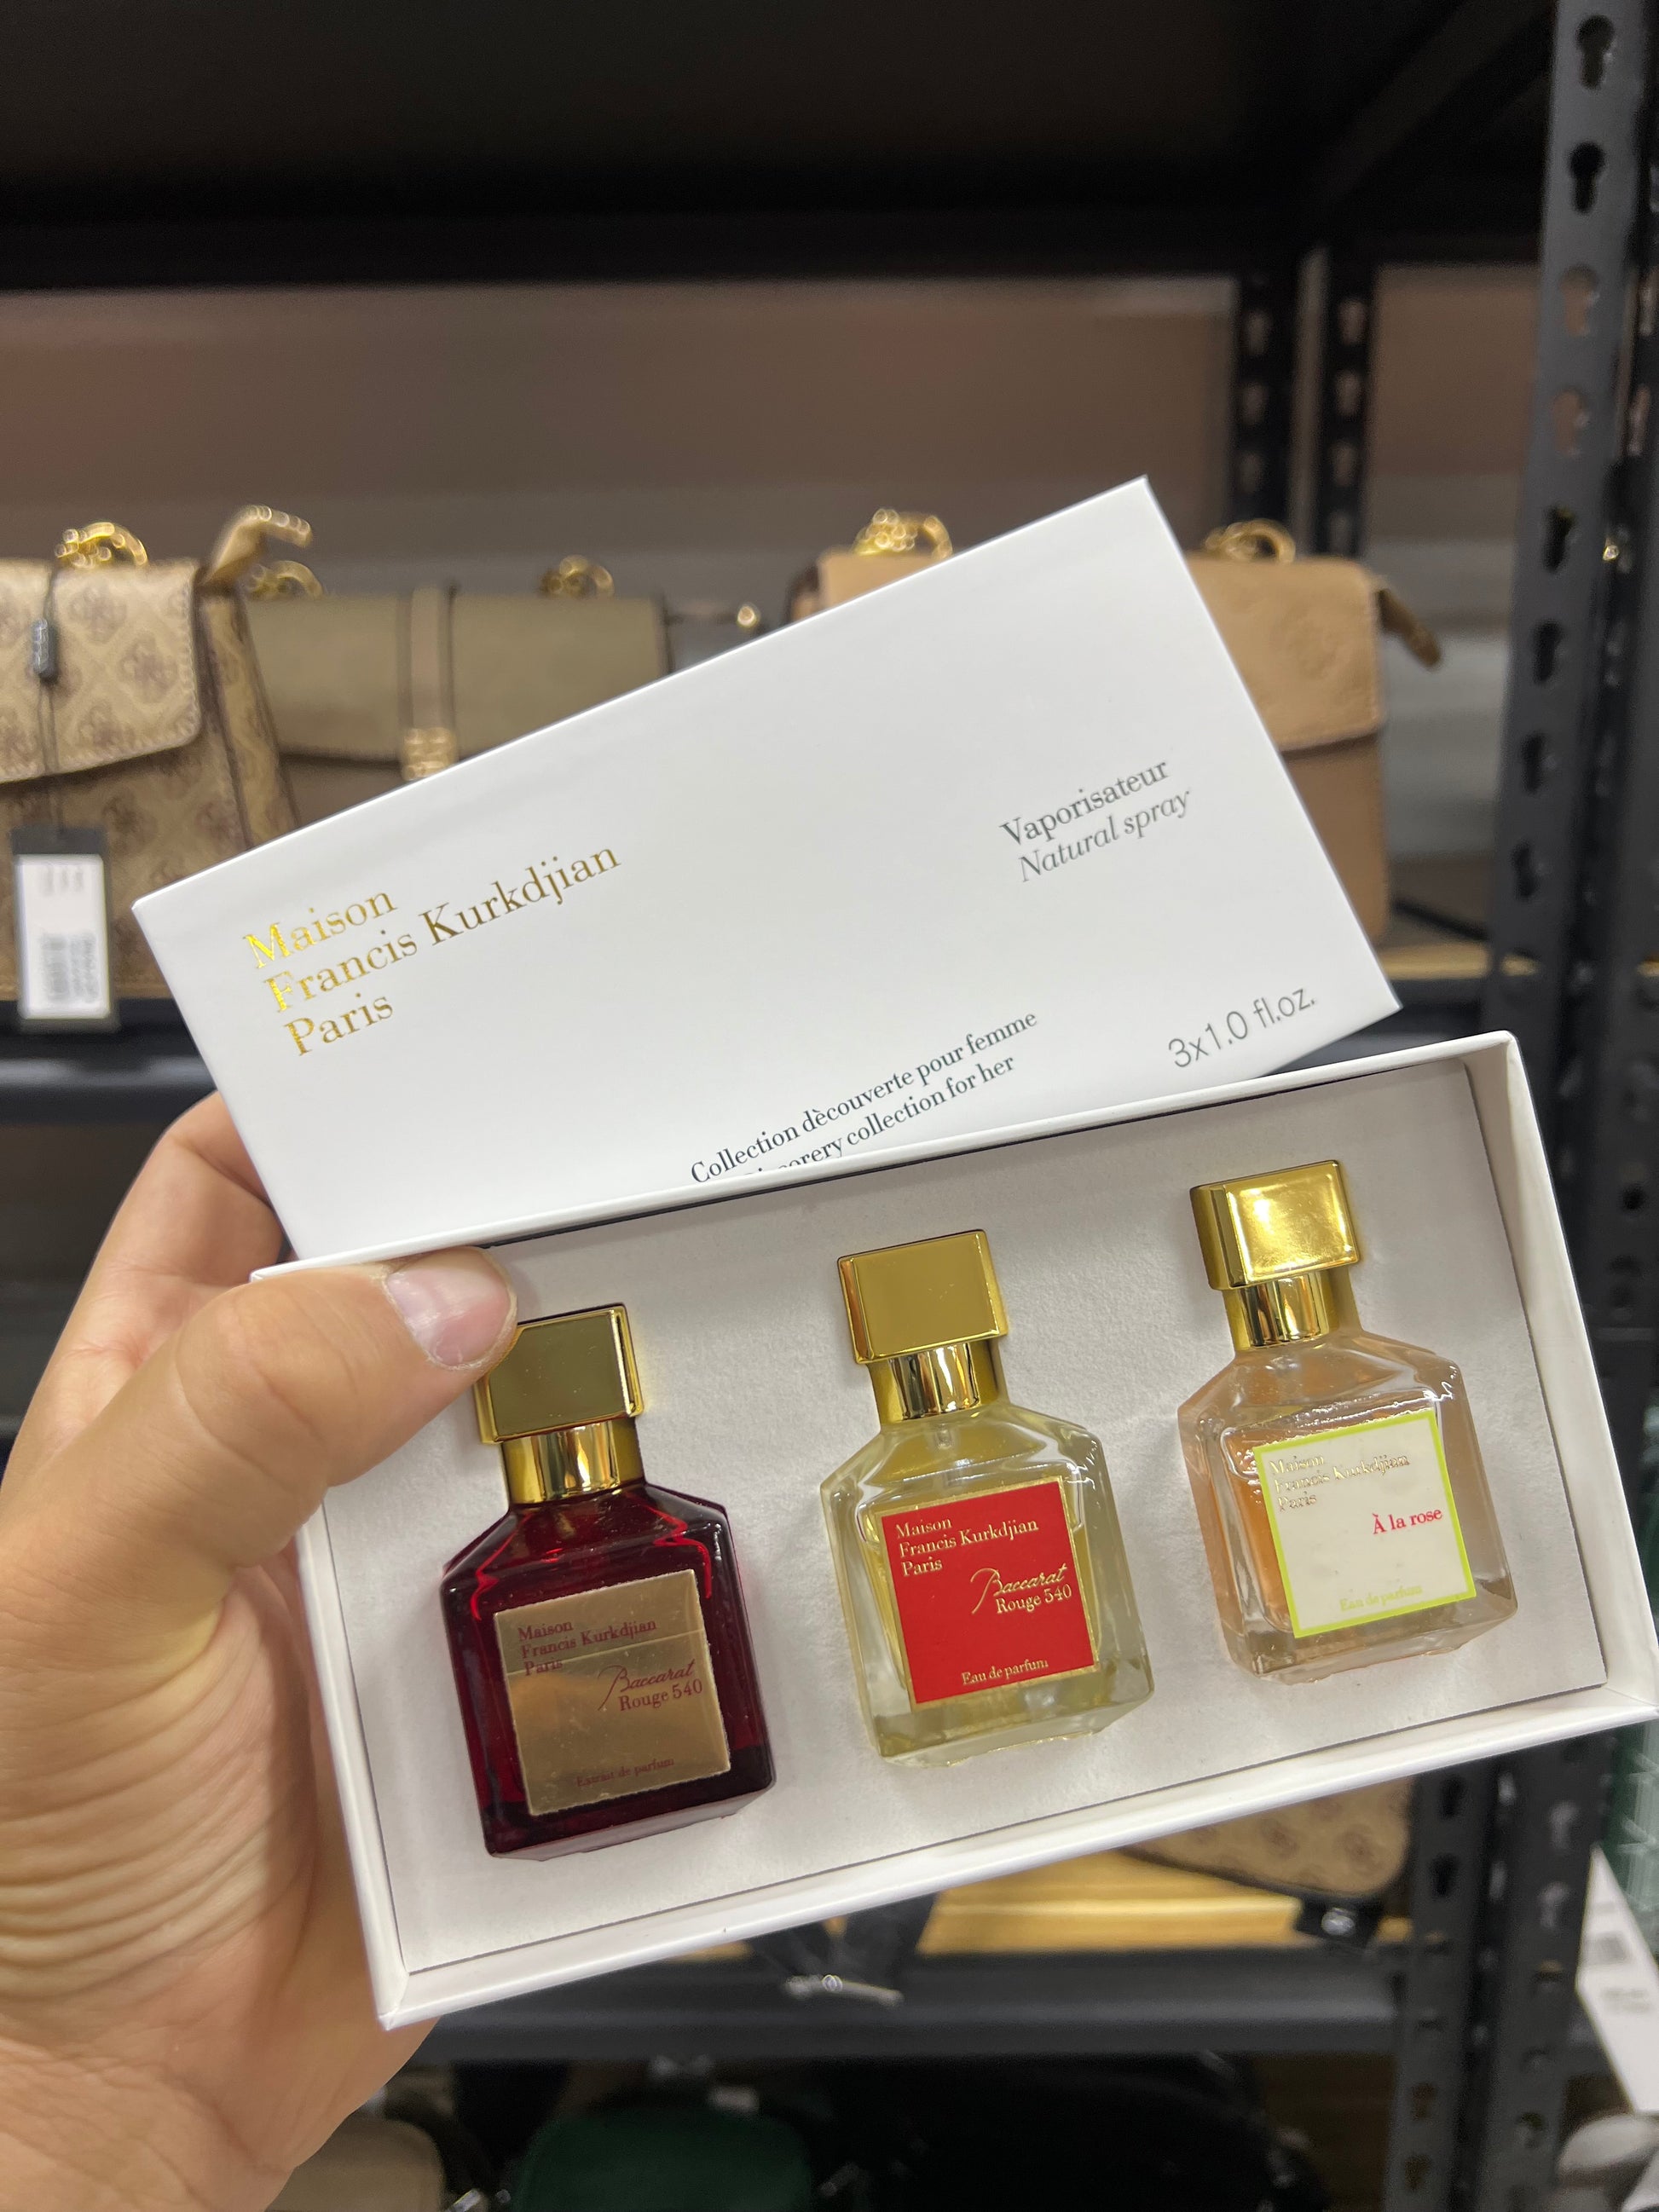 Maison
Francis Kurkdjian
Paris
Vaporisateur
Natural spray
Collection dècouverte pour femme
collection for her
3x1.0 fl.oz.
Maison
Francis Kurkdjian
Paris
Baccarat
Rouge 540
Extrait de parfum
Maison
Francis Kurkdjian
Paris
Baccarat
Rouge 540
Eau de parfum
Maison
Francis Kurkdjian
Paris
À la rose
Eau de parfum